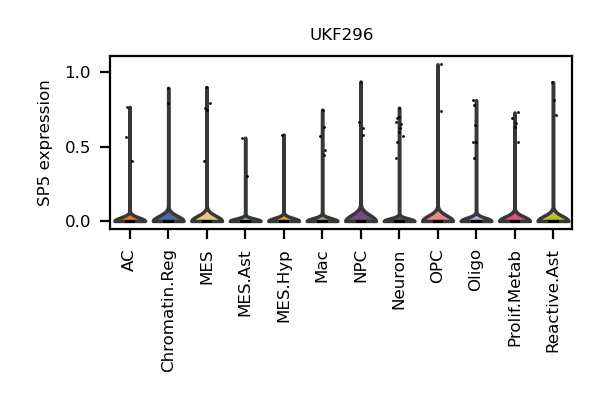 UKF296
SP5 expression
1.0
0.5
0.0
AC
Chromatin.Reg
MES
MES.Ast
MES.Hyp
Mac
NPC
Neuron
OPC
Oligo
Prolif.Metab
Reactive.Ast